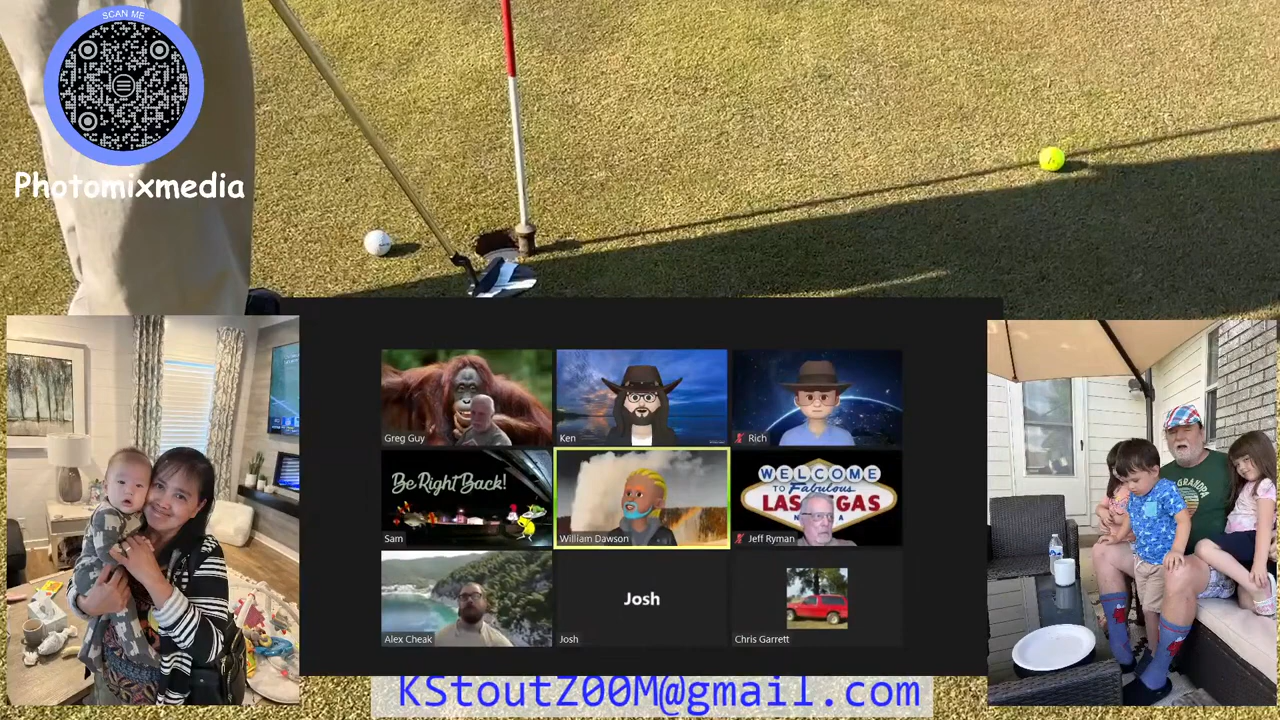 SCAN ME
Photomixmedia
Greg Guy
Ken
Rich
Be Right Back!
Sam
William Dawson
WELCOME
TO Fabulous
LAS VEGAS
Jeff Ryman
Alex Cheak
Josh
Josh
Chris Garrett
GRANDPA
KStoutZ00M@gmail.com